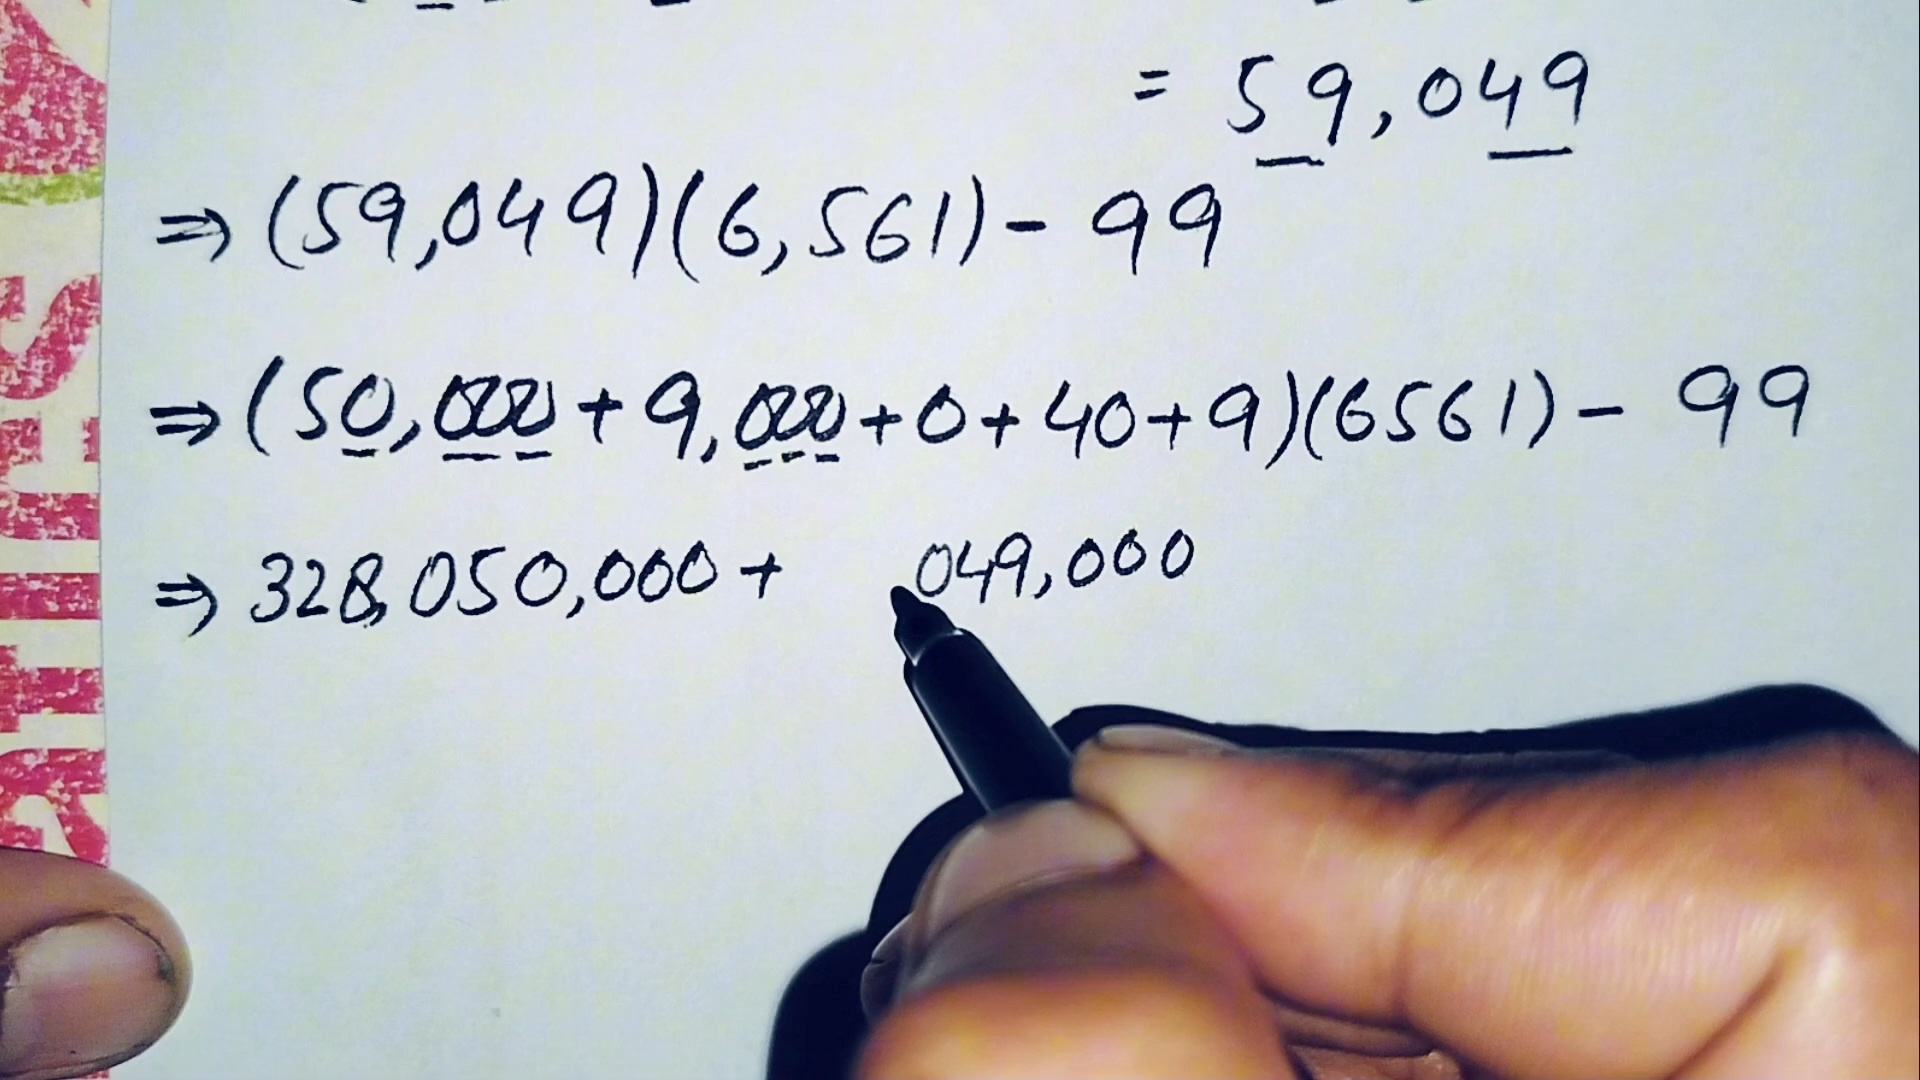 = 59,049
⇒ (59,049)(6,561) - 99
⇒ (50,000 + 9,000 + 0 + 40 + 9)(6561) - 99
⇒ 328,050,000 + ,049,000